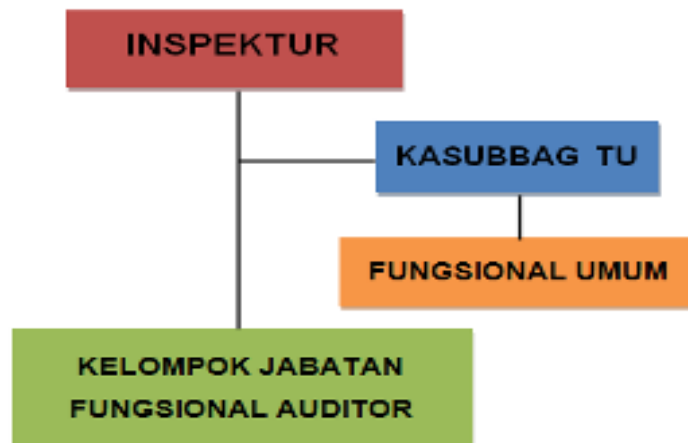 INSPEKTUR
KASUBBAG TU
FUNGSIONAL UMUM
KELOMPOK JABATAN
FUNGSIONAL AUDITOR